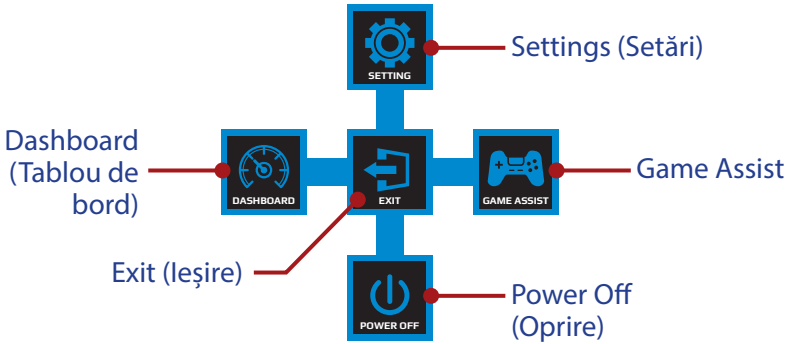 SETTING
Settings (Setări)
Dashboard
(Tablou de
bord)
DASHBOARD
EXIT
GAME ASSIST
Game Assist
Exit (Ieșire)
POWER OFF
Power Off
(Oprire)